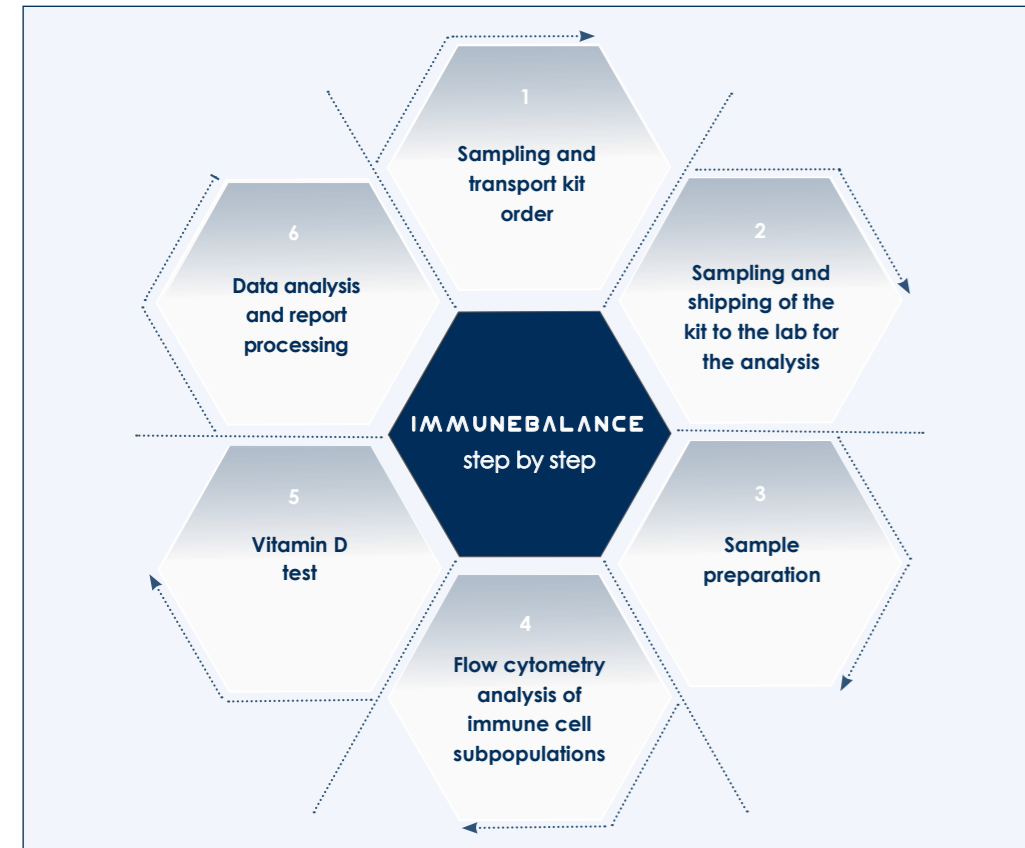 IMMUNEBALANCE
step by step
1
Sampling and
transport kit
order
2
Sampling and
shipping of the
kit to the lab for
the analysis
3
Sample
preparation
4
Flow cytometry
analysis of
immune cell
subpopulations
5
Vitamin D
test
6
Data analysis
and report
processing